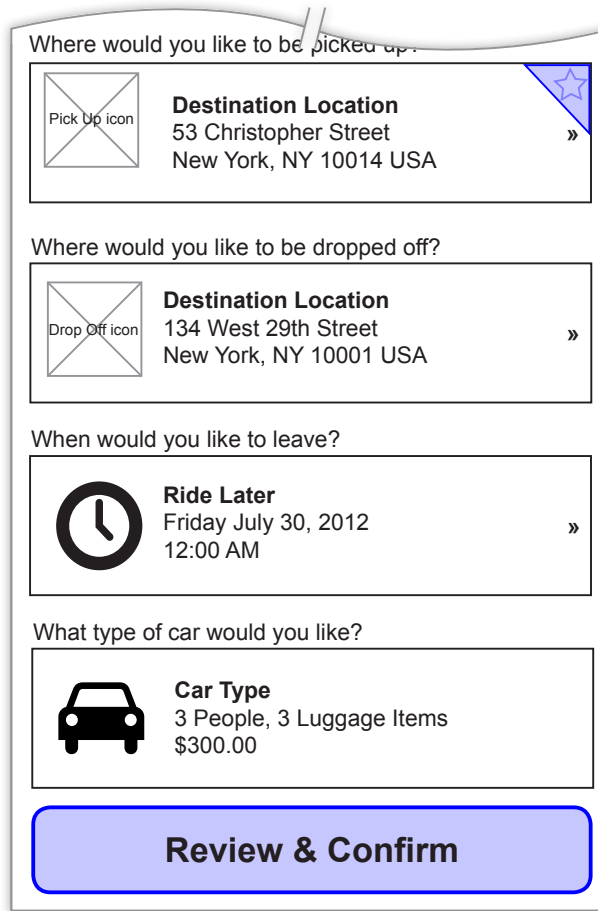 Where would you like to be picked up?
Pick Up icon
Destination Location
53 Christopher Street
New York, NY 10014 USA
»
Where would you like to be dropped off?
Drop Off icon
Destination Location
134 West 29th Street
New York, NY 10001 USA
»
When would you like to leave?
Ride Later
Friday July 30, 2012
12:00 AM
»
What type of car would you like?
Car Type
3 People, 3 Luggage Items
$300.00
Review & Confirm